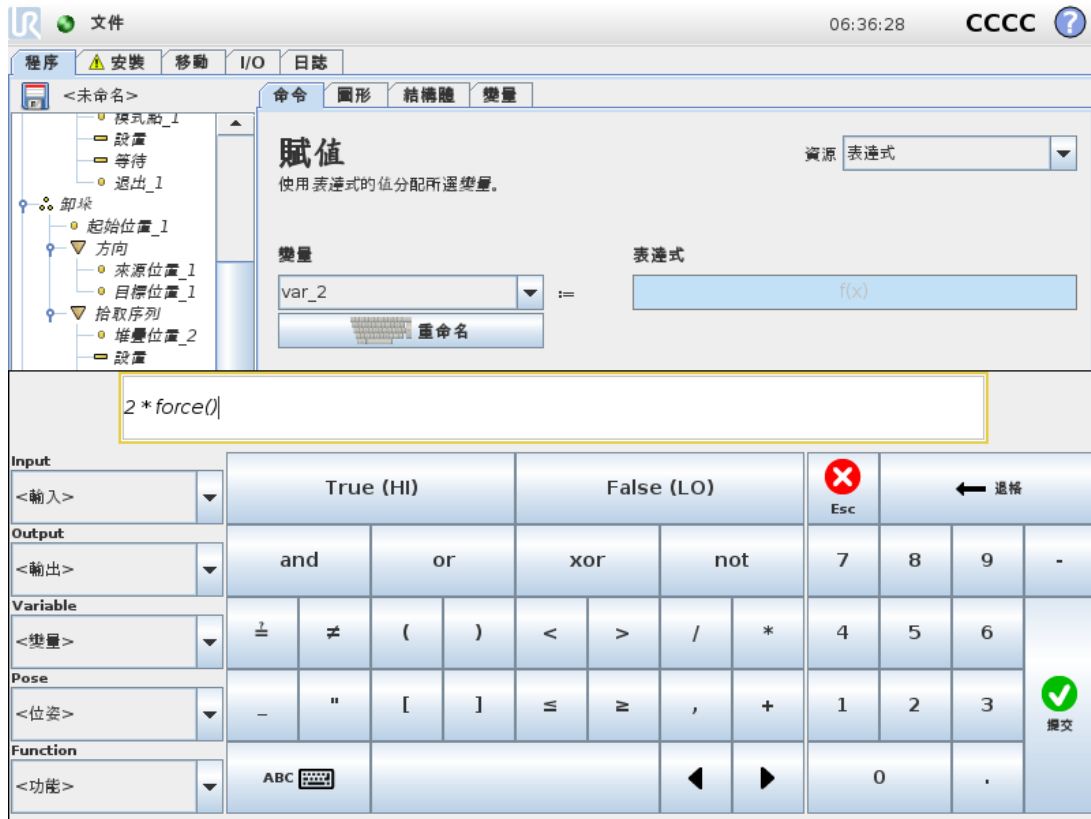 UR 文件 06:36:28 CCCC ?
程序 安裝 移動 I/O 日誌
<未命名> 命令 圖形 結構體 變量
模式點_1
設置
等待
退出_1
卸垛
起始位置_1
方向
來源位置_1
目標位置_1
拾取序列
堆疊位置_2
設置
賦值
資源 表達式
使用表達式的值分配所選變量。
變量 表達式
var_2 := f(x)
重命名
2 * force()
Input
<輸入>
Output
<輸出>
Variable
<變量>
Pose
<位姿>
Function
<功能>
True (HI) False (LO) Esc 退格
and or xor not 7 8 9 -
≟ ≠ ( ) < > / * 4 5 6
_ " [ ] ≤ ≥ , + 1 2 3 提交
ABC 0 .